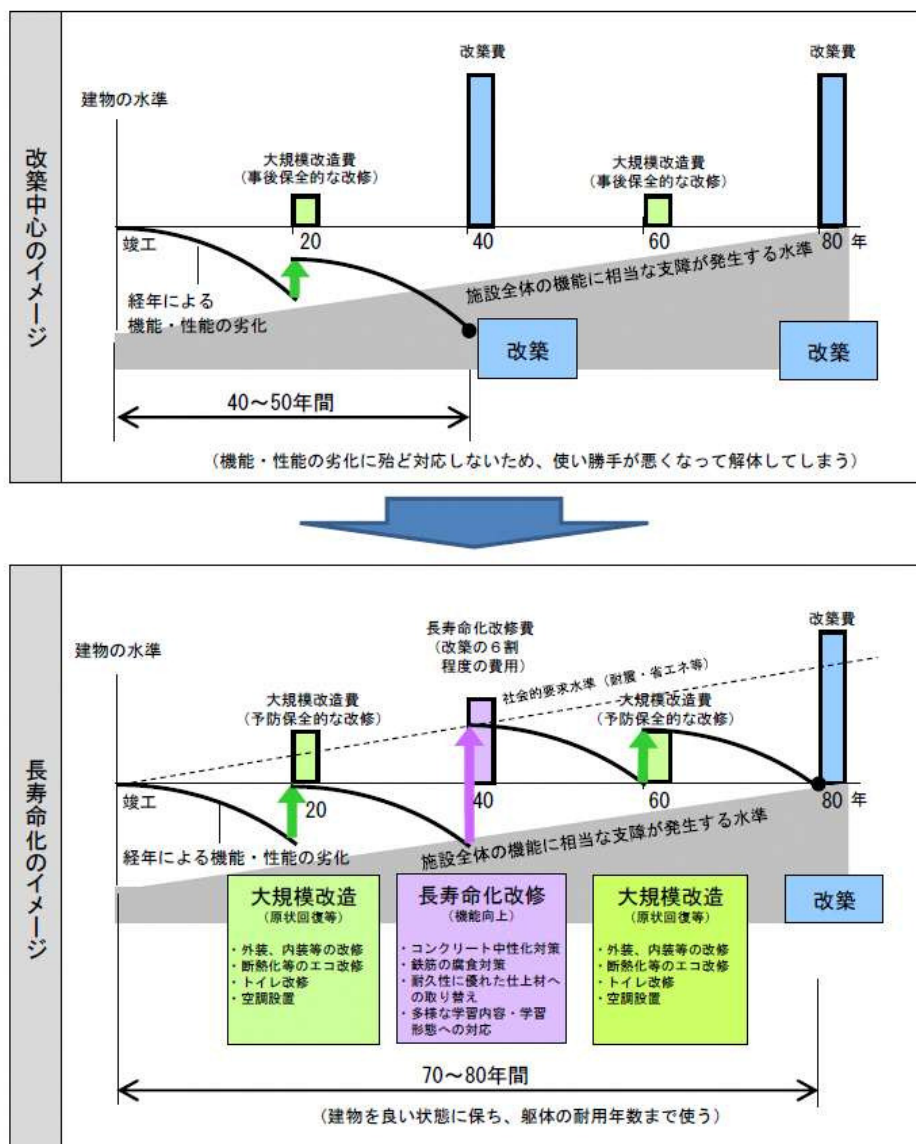 改築中心のイメージ
改築費
改築費
建物の水準
大規模改造費
（事後保全的な改修）
大規模改造費
（事後保全的な改修）
竣工
20
40
60
80 年
施設全体の機能に相当な支障が発生する水準
経年による
機能・性能の劣化
改築
改築
40～50年間
（機能・性能の劣化に殆ど対応しないため、使い勝手が悪くなって解体してしまう）
長寿命化のイメージ
改築費
長寿命化改修費
（改築の６割
程度の費用）
建物の水準
社会的要求水準（耐震・省エネ等）
大規模改造費
（予防保全的な改修）
大規模改造費
（予防保全的な改修）
竣工
20
40
60
80 年
施設全体の機能に相当な支障が発生する水準
経年による機能・性能の劣化
大規模改造
（原状回復等）
・外装、内装等の改修
・断熱化等のエコ改修
・トイレ改修
・空調設置
長寿命化改修
（機能向上）
・コンクリート中性化対策
・鉄筋の腐食対策
・耐久性に優れた仕上材へ
の取り替え
・多様な学習内容・学習
形態への対応
大規模改造
（原状回復等）
・外装、内装等の改修
・断熱化等のエコ改修
・トイレ改修
・空調設置
改築
70～80年間
（建物を良い状態に保ち、躯体の耐用年数まで使う）